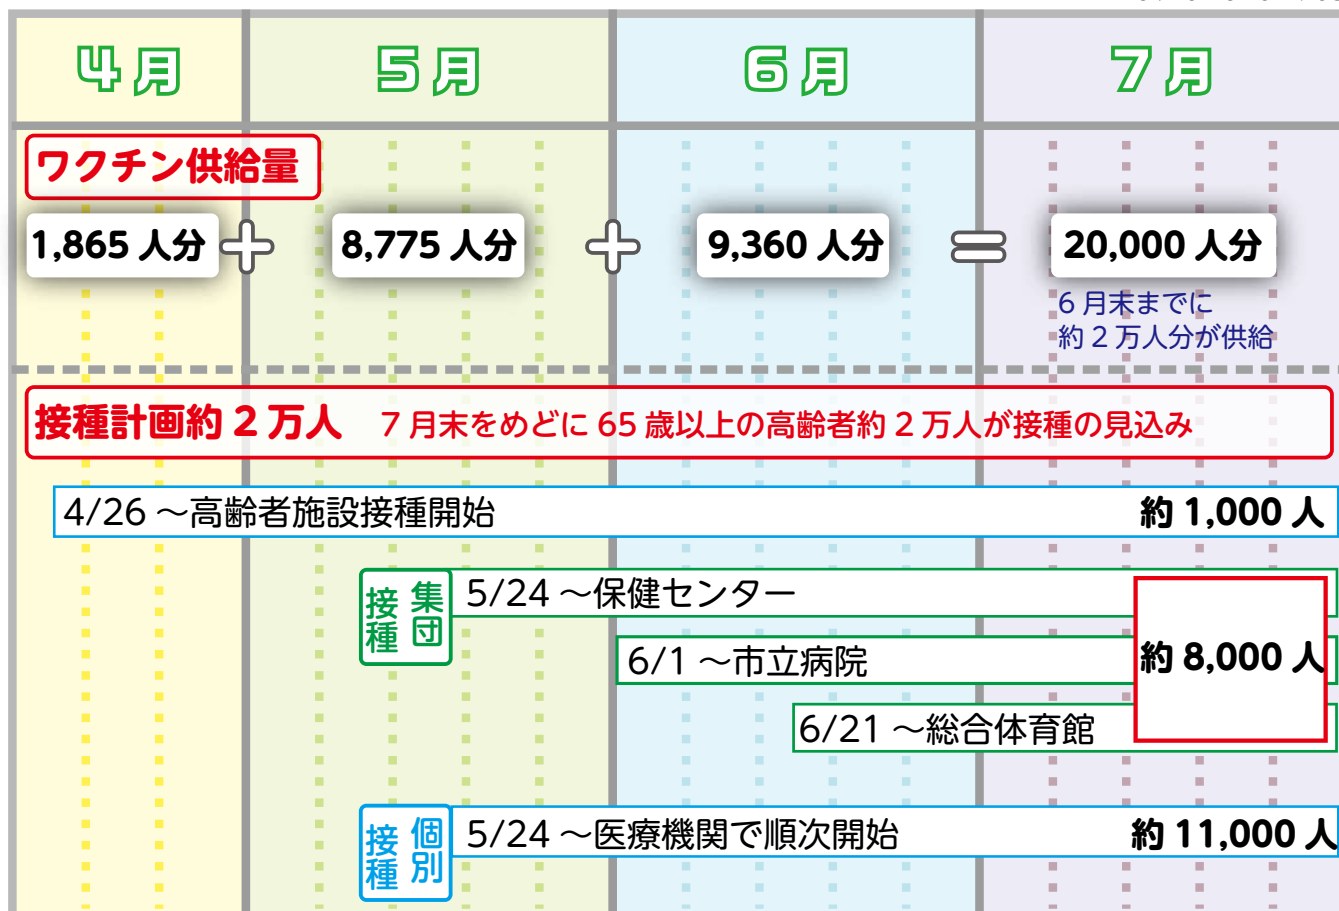 4月 5月 6月 7月
ワクチン供給量
1,865 人分 + 8,775 人分 + 9,360 人分 = 20,000 人分
6 月末までに
約 2 万人分が供給
接種計画約 2 万人 7 月末をめどに 65 歳以上の高齢者約 2 万人が接種の見込み
4/26 ～高齢者施設接種開始 約 1,000 人
集団接種
5/24 ～保健センター
6/1 ～市立病院
約 8,000 人
6/21 ～総合体育館
個別接種
5/24 ～医療機関で順次開始 約 11,000 人